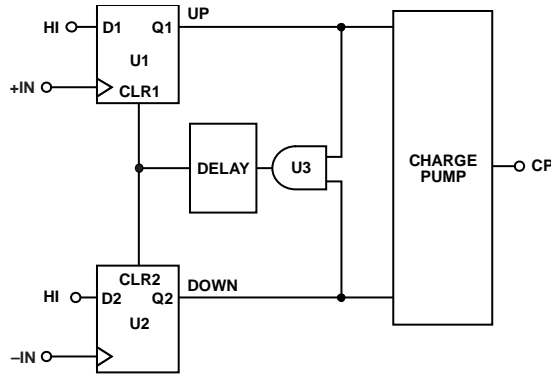 UP
HI
D1
Q1
U1
+IN
CLR1
DELAY
U3
CHARGE
PUMP
CP
CLR2
DOWN
HI
D2
Q2
U2
–IN